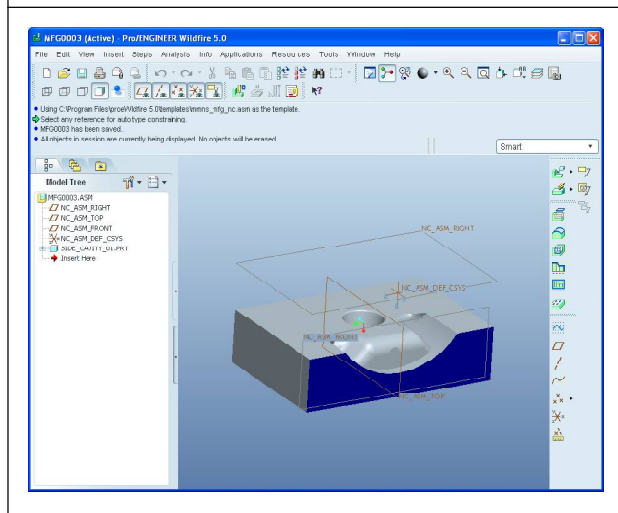 MFG0003 (Active) - Pro/ENGINEER Wildfire 5.0
File Edit View Insert Steps Analysis Info Applications Resources Tools Window Help
Using C:\Program Files\proeWildfire 5.0\templates\mmns_mfg_nc.asm as the template.
Select any reference for autotype constraining.
MFG0003 has been saved.
All objects in session are currently being displayed. No objects will be erased.
Smart
Model Tree
MFG0003.ASM
NC_ASM_RIGHT
NC_ASM_TOP
NC_ASM_FRONT
NC_ASM_DEF_CSYS
SIDE_CAVITY_01.PRT
Insert Here
NC_ASM_RIGHT
NC_ASM_DEF_CSYS
NC_ASM_FRONT
NC_ASM_TOP